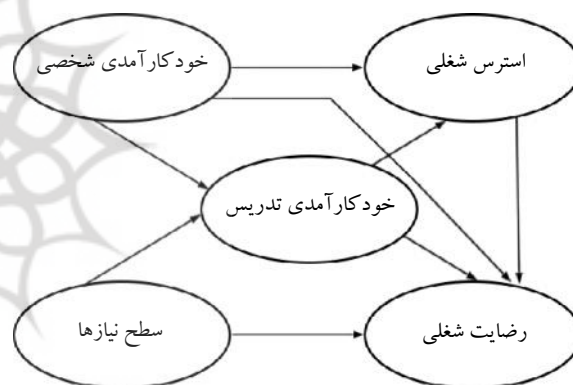 خودکارآمدی شخصی
استرس شغلی
خودکارآمدی تدریس
سطح نیازها
رضایت شغلی